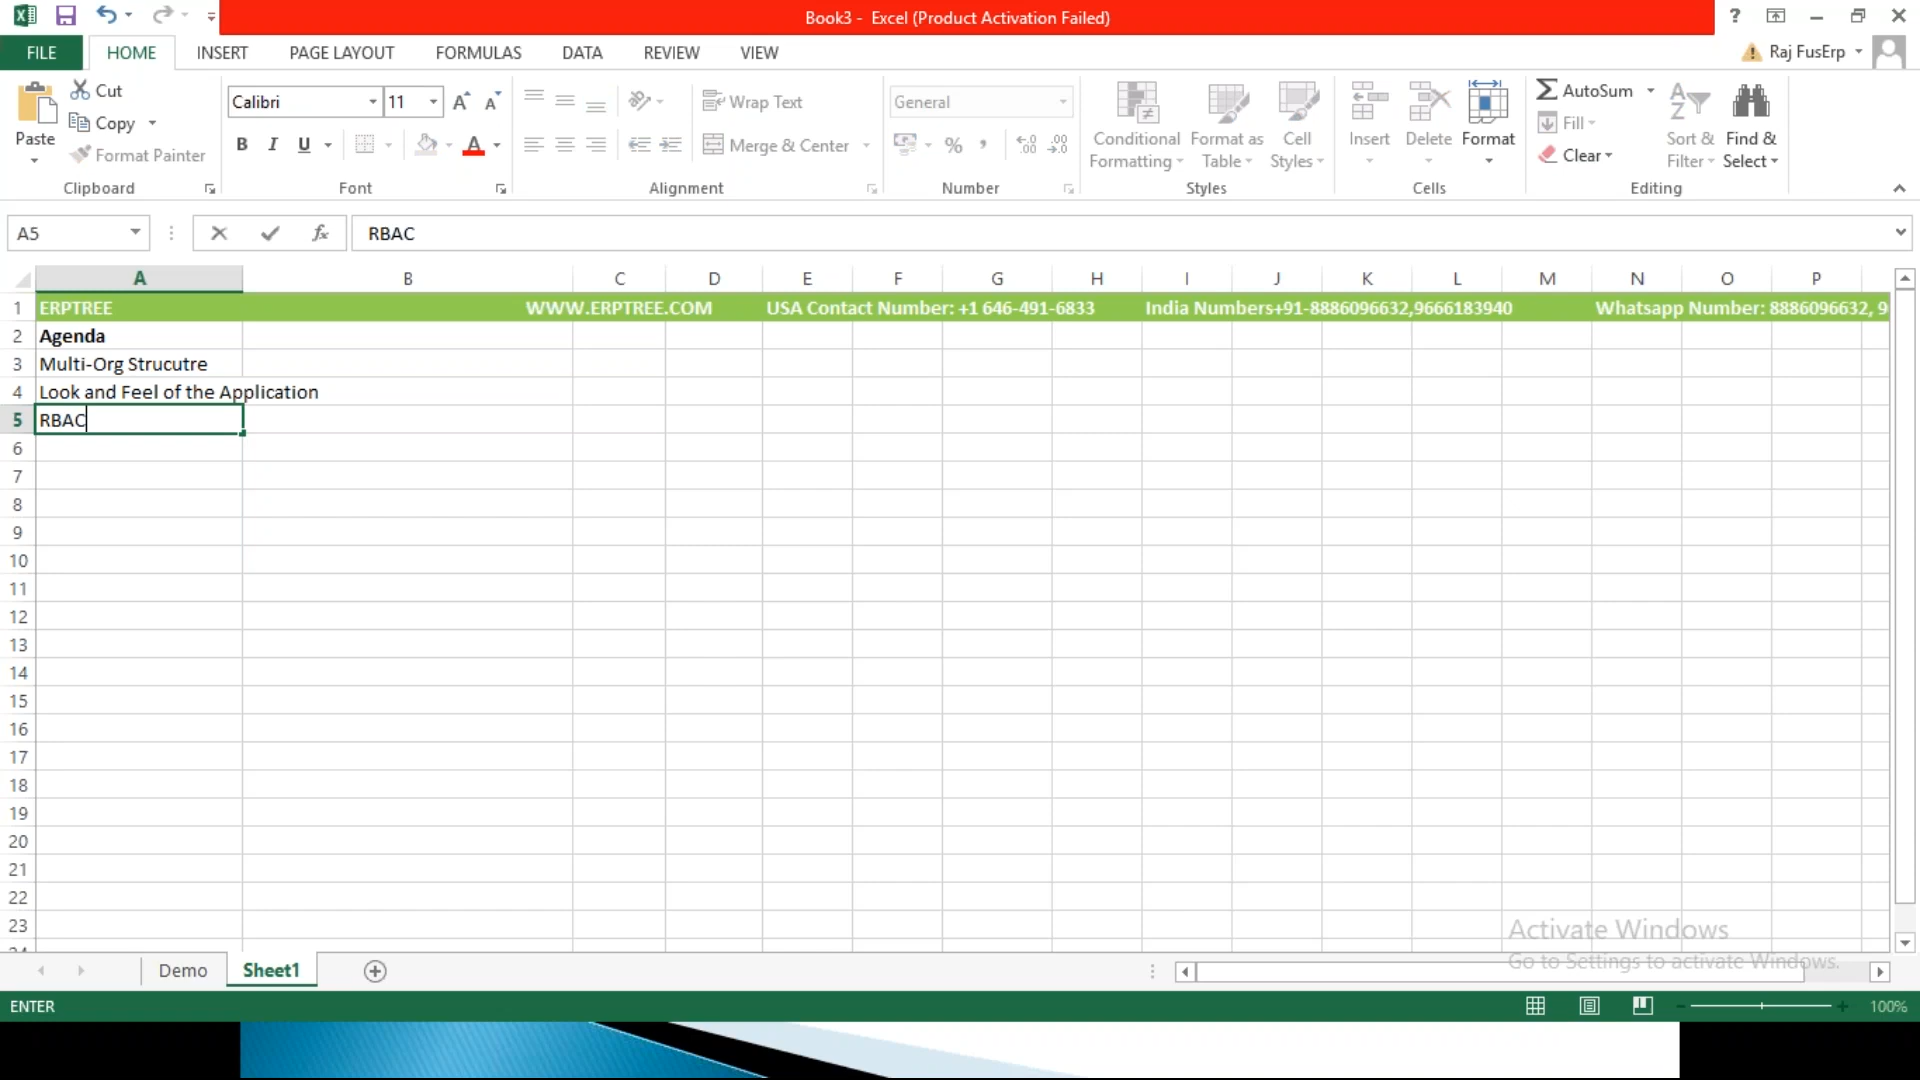 Book3 - Excel (Product Activation Failed)
?
FILE HOME INSERT PAGE LAYOUT FORMULAS DATA REVIEW VIEW Raj FusErp
Paste
Cut
Copy
Format Painter
Clipboard
Calibri 11
B I U
Font
Wrap Text
Merge & Center
Alignment
General
%
Number
Conditional Formatting
Format as Table
Cell Styles
Styles
Insert Delete Format
Cells
AutoSum
Fill
Clear
Sort & Filter
Find & Select
Editing
A5 fx RBAC
A B C D E F G H I J K L M N O P
1 ERPTREE WWW.ERPTREE.COM USA Contact Number: +1 646-491-6833 India Numbers+91-8886096632,9666183940 Whatsapp Number: 8886096632, 9
2 Agenda
3 Multi-Org Strucutre
4 Look and Feel of the Application
5 RBAC
6
7
8
9
10
11
12
13
14
15
16
17
18
19
20
21
22
23
24
Activate Windows
Go to Settings to activate Windows.
Demo Sheet1
ENTER 100%